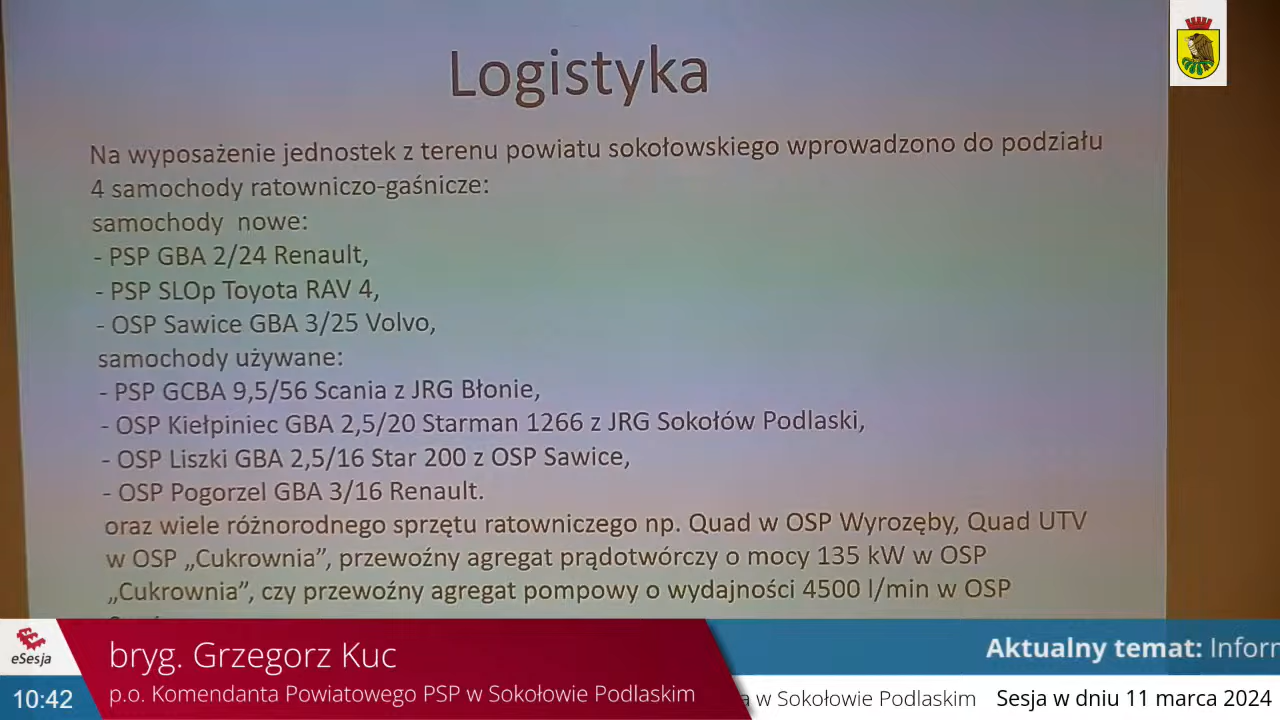 Logistyka
Na wyposażenie jednostek z terenu powiatu sokołowskiego wprowadzono do podziału
4 samochody ratowniczo-gaśnicze:
samochody nowe:
- PSP GBA 2/24 Renault,
- PSP SLOp Toyota RAV 4,
- OSP Sawice GBA 3/25 Volvo,
samochody używane:
- PSP GCBA 9,5/56 Scania z JRG Błonie,
- OSP Kiełpiniec GBA 2,5/20 Starman 1266 z JRG Sokołów Podlaski,
- OSP Liszki GBA 2,5/16 Star 200 z OSP Sawice,
- OSP Pogorzel GBA 3/16 Renault.
oraz wiele różnorodnego sprzętu ratowniczego np. Quad w OSP Wyrozęby, Quad UTV
w OSP „Cukrownia”, przewoźny agregat prądotwórczy o mocy 135 kW w OSP
„Cukrownia”, czy przewoźny agregat pompowy o wydajności 4500 l/min w OSP
eSesja
bryg. Grzegorz Kuc
Aktualny temat: Inforr
10:42
p.o. Komendanta Powiatowego PSP w Sokołowie Podlaskim
w Sokołowie Podlaskim
Sesja w dniu 11 marca 2024